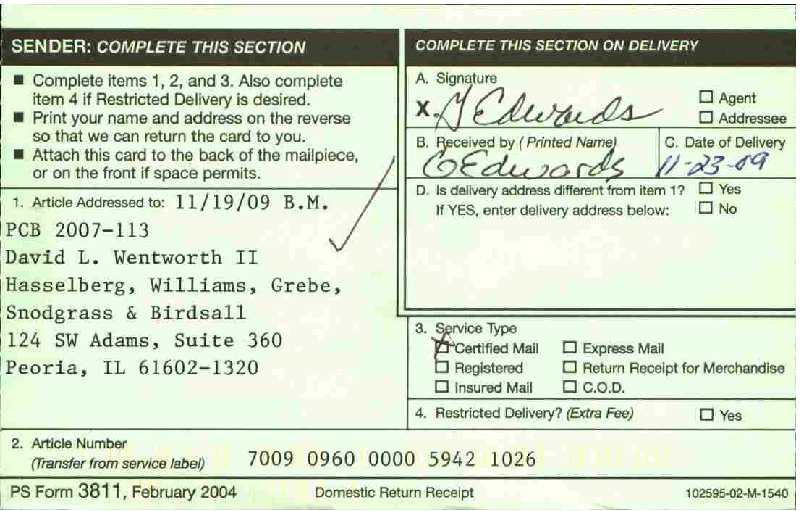 SENDER: COMPLETE THIS SECTION
■ Complete items 1, 2, and 3. Also complete
item 4 if Restricted Delivery is desired.
■ Print your name and address on the reverse
so that we can return the card to you.
■ Attach this card to the back of the mailpiece,
or on the front if space permits.
1. Article Addressed to: 11/19/09 B.M.
PCB 2007-113
David L. Wentworth II
Hasselberg, Williams, Grebe,
Snodgrass & Birdsall
124 SW Adams, Suite 360
Peoria, IL 61602-1320
2. Article Number
(Transfer from service label) 7009 0960 0000 5942 1026
COMPLETE THIS SECTION ON DELIVERY
A. Signature
X. G Edwards
☐ Agent
☐ Addressee
B. Received by (Printed Name)
G Edwards
C. Date of Delivery
11-23-09
D. Is delivery address different from item 1? ☐ Yes
If YES, enter delivery address below: ☐ No
3. Service Type
☒ Certified Mail ☐ Express Mail
☐ Registered ☐ Return Receipt for Merchandise
☐ Insured Mail ☐ C.O.D.
4. Restricted Delivery? (Extra Fee) ☐ Yes
PS Form 3811, February 2004 Domestic Return Receipt 102595-02-M-1540